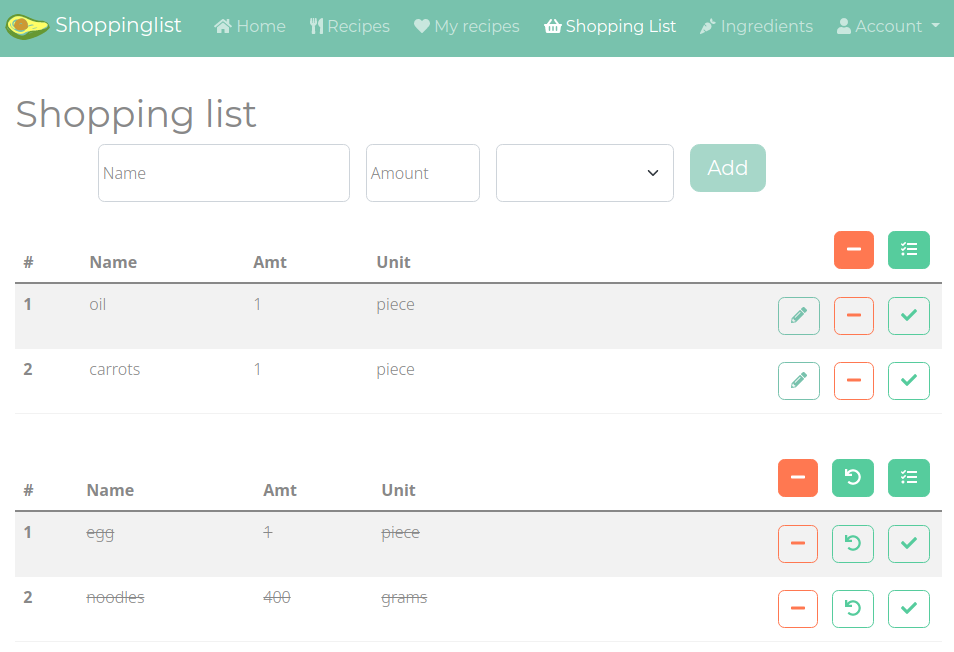 Shoppinglist Home Recipes My recipes Shopping List Ingredients Account
Shopping list
Name Amount Add
# Name Amt Unit
1 oil 1 piece
2 carrots 1 piece
# Name Amt Unit
1 egg 1 piece
2 noodles 400 grams